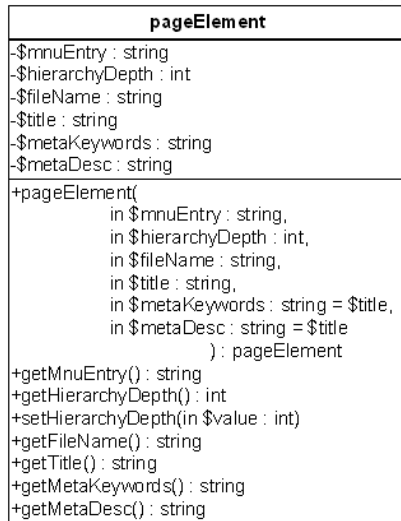 pageElement
-$mnuEntry : string
-$hierarchyDepth : int
-$fileName : string
-$title : string
-$metaKeywords : string
-$metaDesc : string
+pageElement(
in $mnuEntry : string,
in $hierarchyDepth : int,
in $fileName : string,
in $title : string,
in $metaKeywords : string = $title,
in $metaDesc : string = $title
) : pageElement
+getMnuEntry() : string
+getHierarchyDepth() : int
+setHierarchyDepth(in $value : int)
+getFileName() : string
+getTitle() : string
+getMetaKeywords() : string
+getMetaDesc() : string